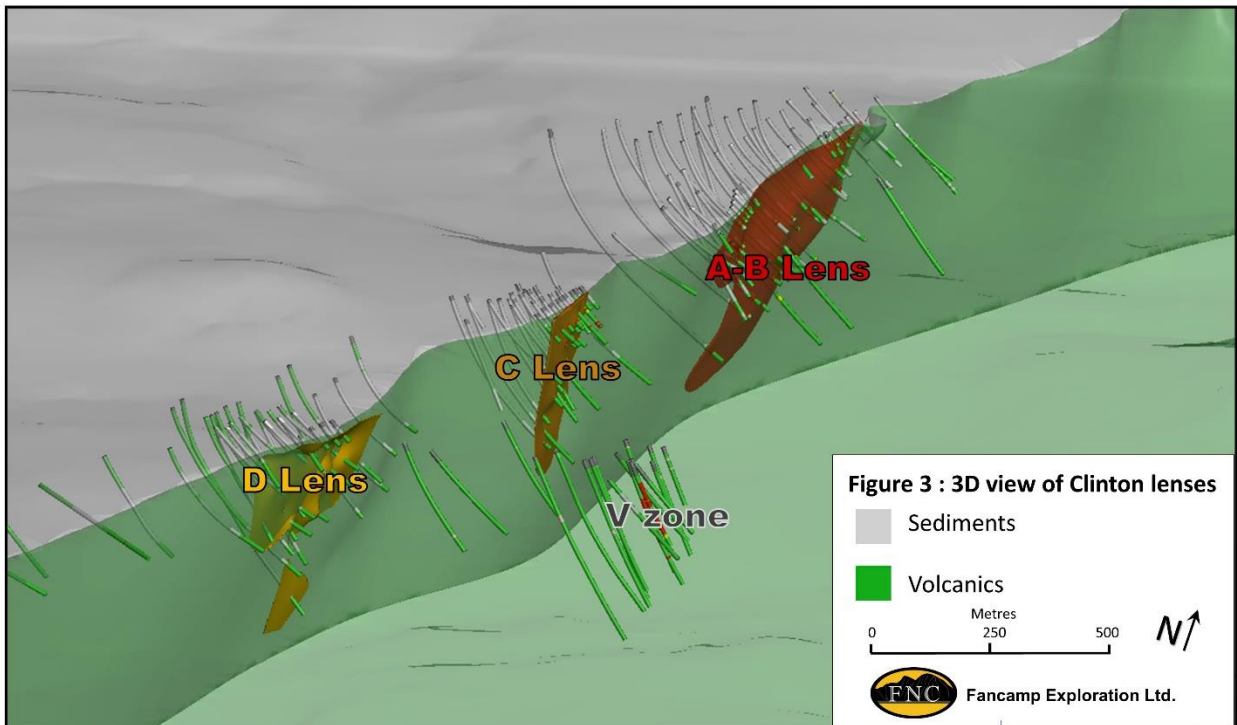 A-B Lens
C Lens
D Lens
V zone
Figure 3 : 3D view of Clinton lenses
Sediments
Volcanics
Metres
0 250 500
N
FNC Fancamp Exploration Ltd.